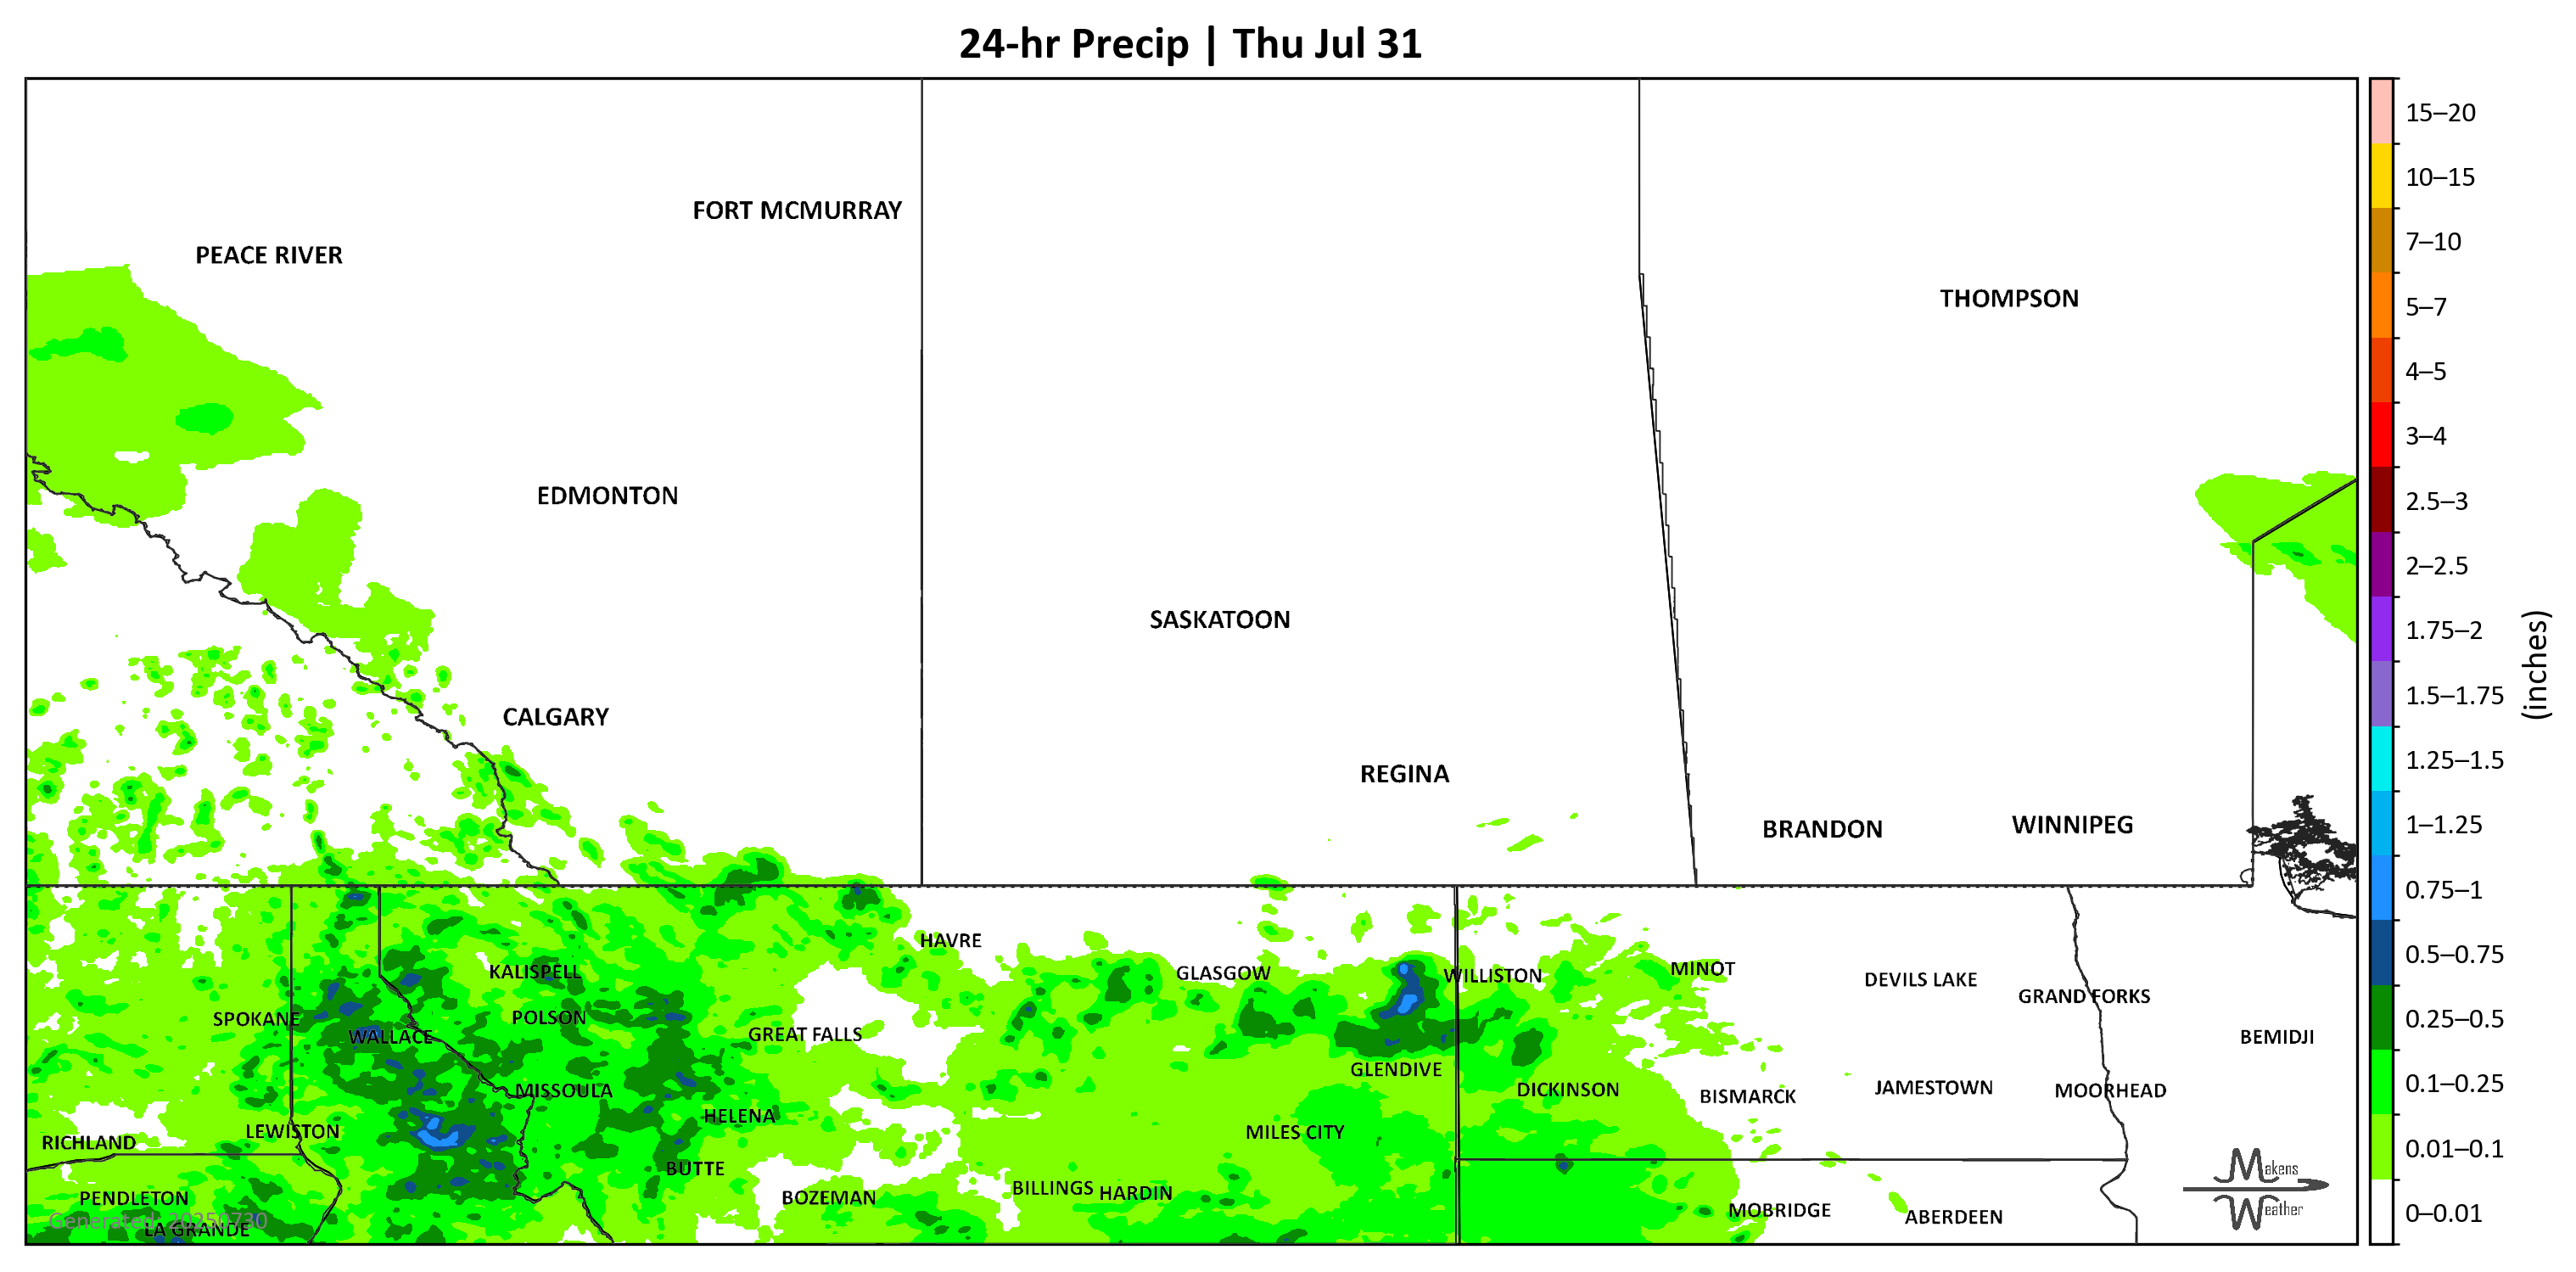 24-hr Precip | Thu Jul 31
15–20
10–15
FORT MCMURRAY
7–10
PEACE RIVER
THOMPSON
5–7
4–5
3–4
EDMONTON
2.5–3
2–2.5
SASKATOON
1.75–2
(inches)
1.5–1.75
CALGARY
1.25–1.5
REGINA
BRANDON
WINNIPEG
1–1.25
0.75–1
HAVRE
0.5–0.75
KALISPELL
GLASGOW
WILLISTON
MINOT
DEVILS LAKE
GRAND FORKS
SPOKANE
POLSON
0.25–0.5
WALLACE
GREAT FALLS
BEMIDJI
GLENDIVE
0.1–0.25
MISSOULA
DICKINSON
BISMARCK
JAMESTOWN
MOORHEAD
HELENA
RICHLAND
LEWISTON
MILES CITY
0.01–0.1
BUTTE
PENDLETON
BOZEMAN
BILLINGS
HARDIN
Makens
Weather
MOBRIDGE
ABERDEEN
0–0.01
Generated: 20250730
LA GRANDE